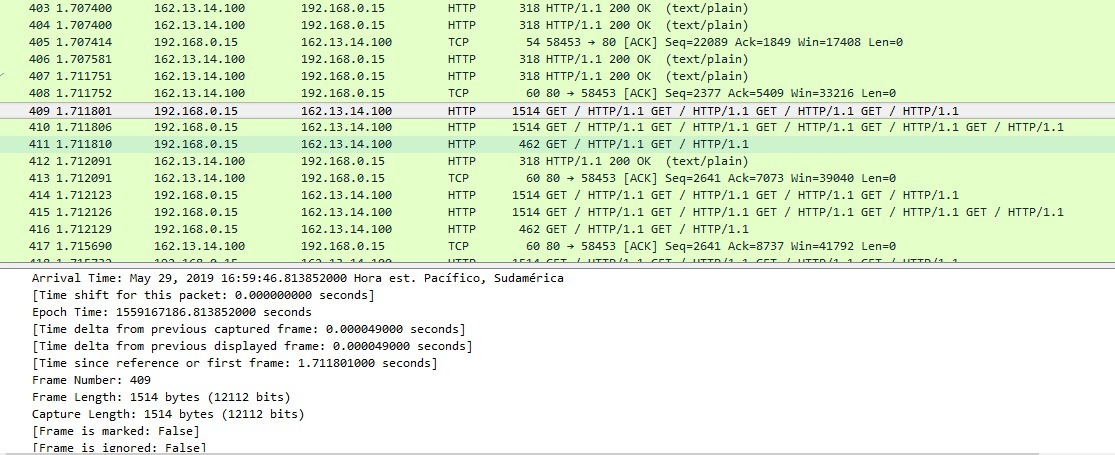 403 1.707400 162.13.14.100 192.168.0.15 HTTP 318 HTTP/1.1 200 OK (text/plain)
404 1.707400 162.13.14.100 192.168.0.15 HTTP 318 HTTP/1.1 200 OK (text/plain)
405 1.707414 192.168.0.15 162.13.14.100 TCP 54 58453 → 80 [ACK] Seq=22089 Ack=1849 Win=17408 Len=0
406 1.707581 162.13.14.100 192.168.0.15 HTTP 318 HTTP/1.1 200 OK (text/plain)
407 1.711751 162.13.14.100 192.168.0.15 HTTP 318 HTTP/1.1 200 OK (text/plain)
408 1.711752 162.13.14.100 192.168.0.15 TCP 60 80 → 58453 [ACK] Seq=2377 Ack=5409 Win=33216 Len=0
409 1.711801 192.168.0.15 162.13.14.100 HTTP 1514 GET / HTTP/1.1 GET / HTTP/1.1 GET / HTTP/1.1 GET / HTTP/1.1
410 1.711806 192.168.0.15 162.13.14.100 HTTP 1514 GET / HTTP/1.1 GET / HTTP/1.1 GET / HTTP/1.1 GET / HTTP/1.1 GET / HTTP/1.1
411 1.711810 192.168.0.15 162.13.14.100 HTTP 462 GET / HTTP/1.1 GET / HTTP/1.1
412 1.712091 162.13.14.100 192.168.0.15 HTTP 318 HTTP/1.1 200 OK (text/plain)
413 1.712091 162.13.14.100 192.168.0.15 TCP 60 80 → 58453 [ACK] Seq=2641 Ack=7073 Win=39040 Len=0
414 1.712123 192.168.0.15 162.13.14.100 HTTP 1514 GET / HTTP/1.1 GET / HTTP/1.1 GET / HTTP/1.1 GET / HTTP/1.1
415 1.712126 192.168.0.15 162.13.14.100 HTTP 1514 GET / HTTP/1.1 GET / HTTP/1.1 GET / HTTP/1.1 GET / HTTP/1.1 GET / HTTP/1.1
416 1.712129 192.168.0.15 162.13.14.100 HTTP 462 GET / HTTP/1.1 GET / HTTP/1.1
417 1.715690 162.13.14.100 192.168.0.15 TCP 60 80 → 58453 [ACK] Seq=2641 Ack=8737 Win=41792 Len=0
Arrival Time: May 29, 2019 16:59:46.813852000 Hora est. Pacífico, Sudamérica
[Time shift for this packet: 0.000000000 seconds]
Epoch Time: 1559167186.813852000 seconds
[Time delta from previous captured frame: 0.000049000 seconds]
[Time delta from previous displayed frame: 0.000049000 seconds]
[Time since reference or first frame: 1.711801000 seconds]
Frame Number: 409
Frame Length: 1514 bytes (12112 bits)
Capture Length: 1514 bytes (12112 bits)
[Frame is marked: False]
[Frame is ignored: False]